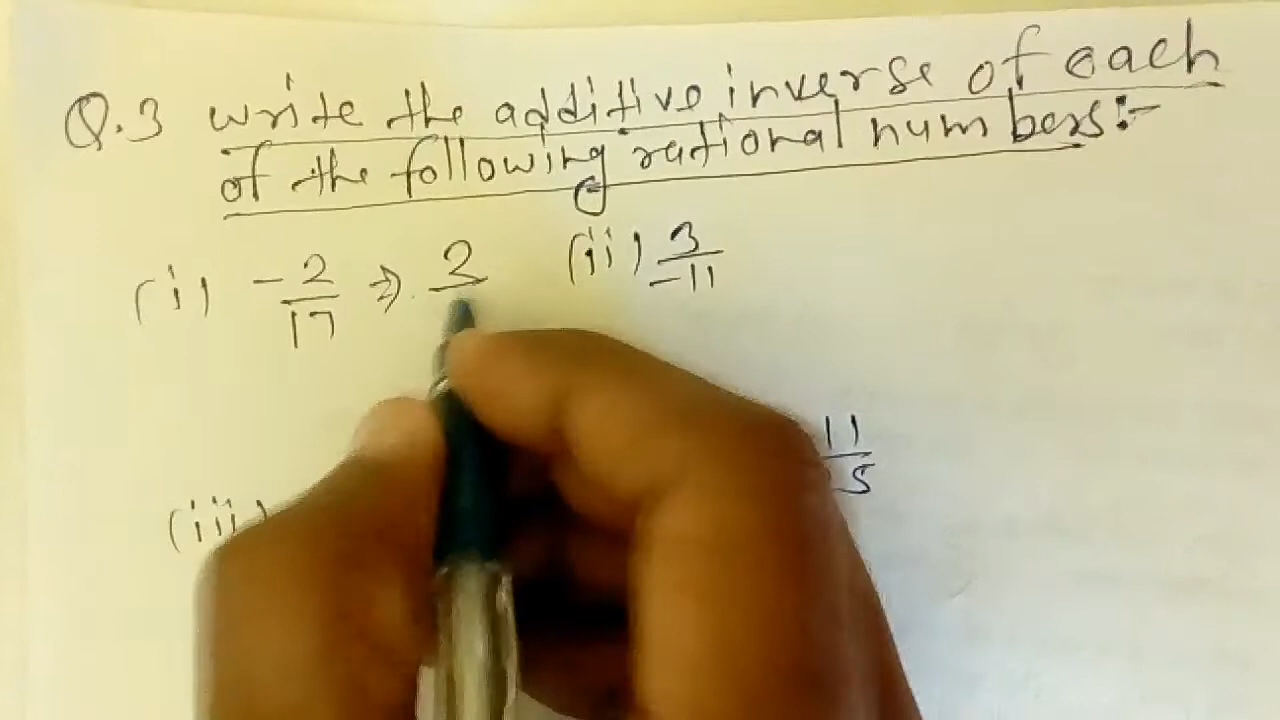 Q.3 write the additive inverse of each
of the following rational numbers:-
(i) -2/17 ⇒ 2 (ii) 3/-11
11/5
(iii)